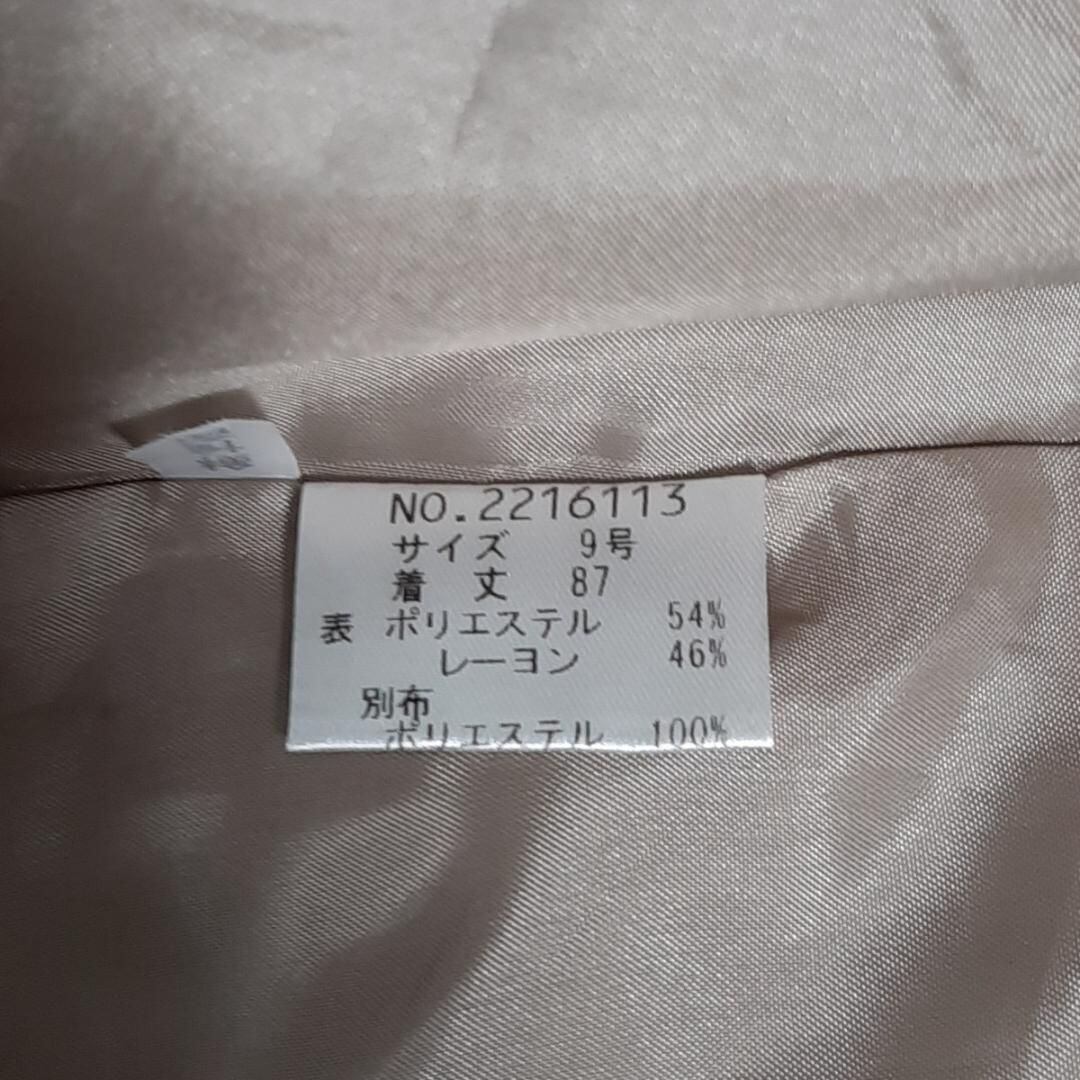 NO.2216113
サイズ 9号
着 丈 87
表 ポリエステル 54%
レーヨン 46%
別布
ポリエステル 100%